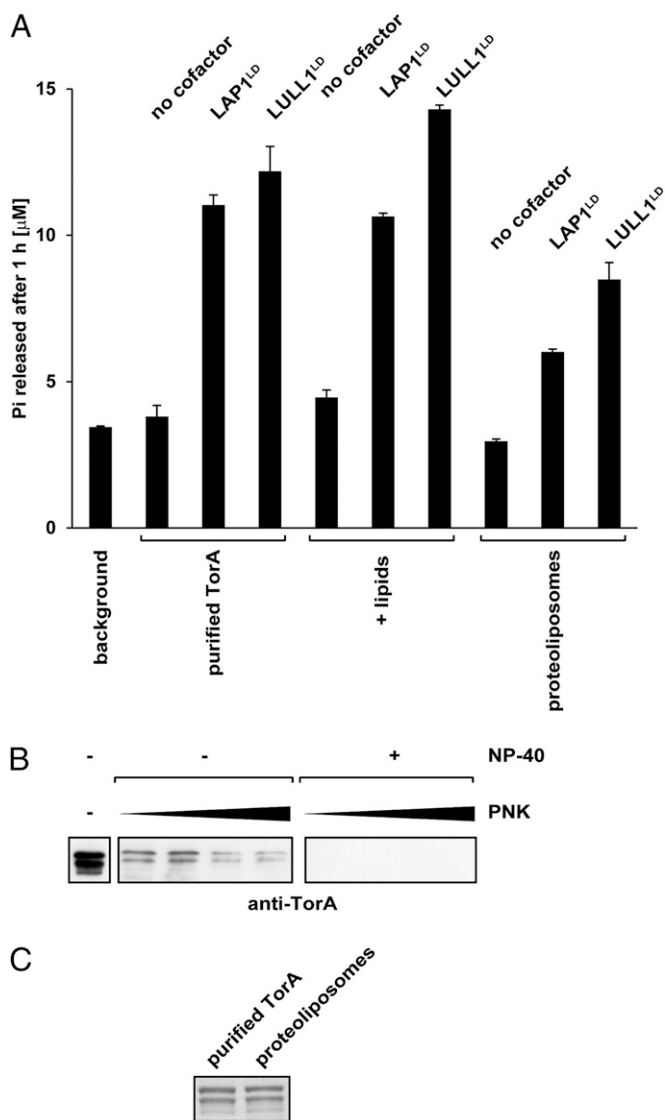 A
no cofactor
LAP1LD
LULL1LD
no cofactor
LAP1LD
LULL1LD
no cofactor
LAP1LD
LULL1LD
Pi released after 1 h [µM]
15
10
5
0
background
purified TorA
+ lipids
proteoliposomes
B
- - + NP-40
- PNK
anti-TorA
C
purified TorA
proteoliposomes